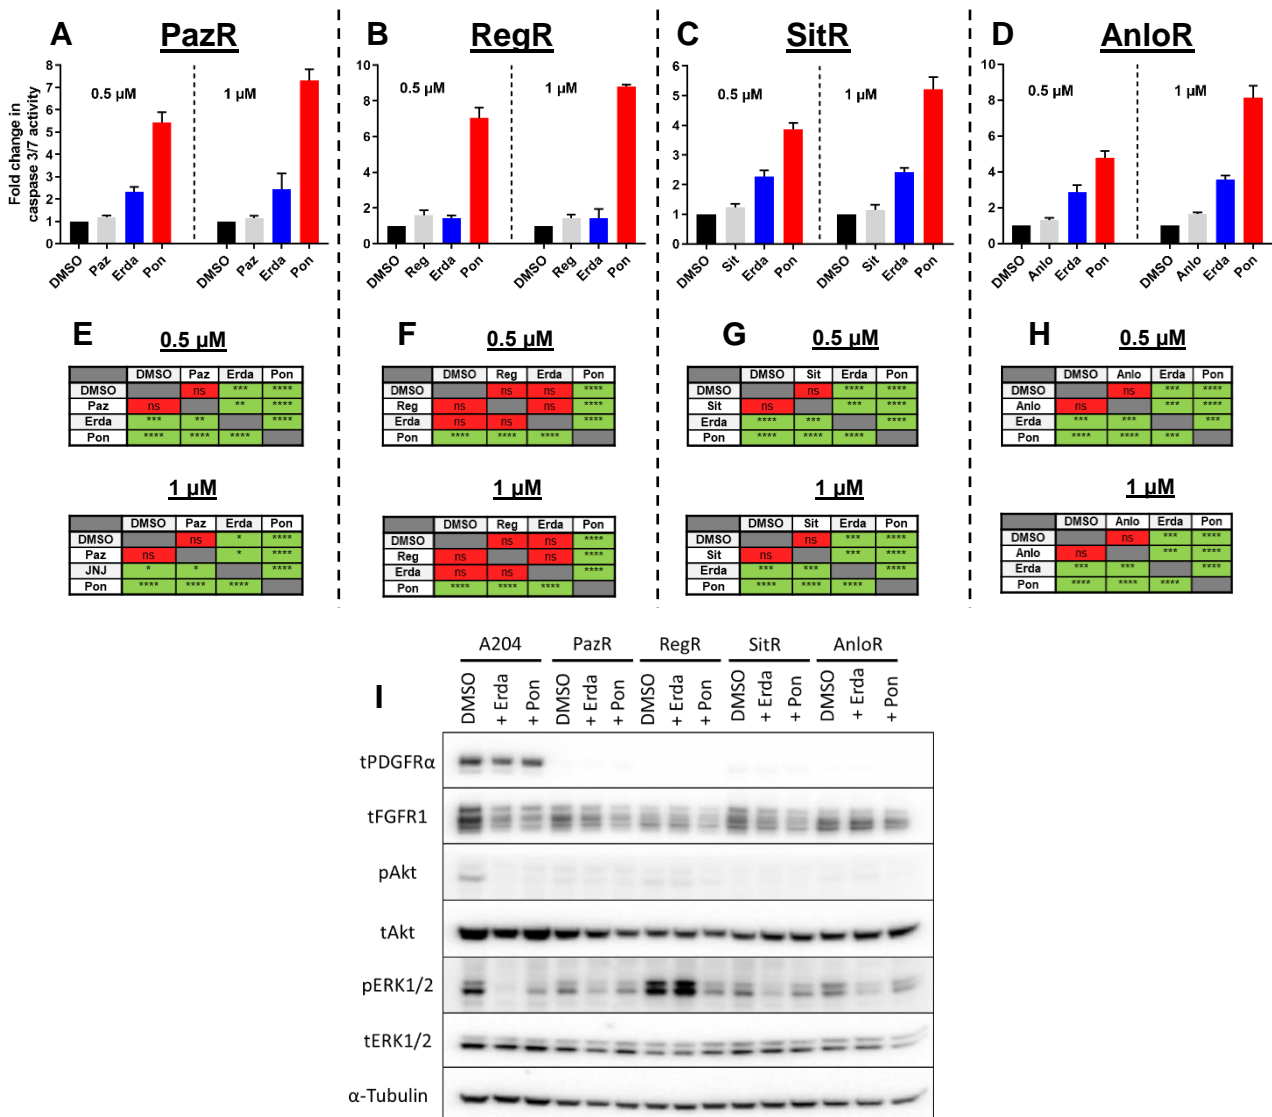 A PazR
Fold change in caspase 3/7 activity
8
7
6
5
4
3
2
1
0
0.5 µM
1 µM
DMSO Paz Erda Pon DMSO Paz Erda Pon
B RegR
10
8
6
4
2
0
0.5 µM
1 µM
DMSO Reg Erda Pon DMSO Reg Erda Pon
C SitR
6
5
4
3
2
1
0
0.5 µM
1 µM
DMSO Sit Erda Pon DMSO Sit Erda Pon
D AnloR
10
8
6
4
2
0
0.5 µM
1 µM
DMSO Anlo Erda Pon DMSO Anlo Erda Pon
E 0.5 µM
DMSO Paz Erda Pon
DMSO ns *** ****
Paz ns ** ****
Erda *** ** ****
Pon **** **** ****
1 µM
DMSO Paz Erda Pon
DMSO ns * ****
Paz ns * ****
JNJ * * ****
Pon **** **** ****
F 0.5 µM
DMSO Reg Erda Pon
DMSO ns ns ****
Reg ns ns ****
Erda ns ns ****
Pon **** **** ****
1 µM
DMSO Reg Erda Pon
DMSO ns ns ****
Reg ns ns ****
Erda ns ns ****
Pon **** **** ****
G 0.5 µM
DMSO Sit Erda Pon
DMSO ns **** ****
Sit ns *** ****
Erda **** *** ****
Pon **** **** ****
1 µM
DMSO Sit Erda Pon
DMSO ns *** ****
Sit ns *** ****
Erda *** *** ****
Pon **** **** ****
H 0.5 µM
DMSO Anlo Erda Pon
DMSO ns *** ****
Anlo ns *** ****
Erda *** *** ***
Pon **** **** ***
1 µM
DMSO Anlo Erda Pon
DMSO ns *** ****
Anlo ns *** ****
Erda *** *** ****
Pon **** **** ****
I
A204 PazR RegR SitR AnloR
DMSO + Erda + Pon DMSO + Erda + Pon DMSO + Erda + Pon DMSO + Erda + Pon DMSO + Erda + Pon
tPDGFRα
tFGFR1
pAkt
tAkt
pERK1/2
tERK1/2
α-Tubulin